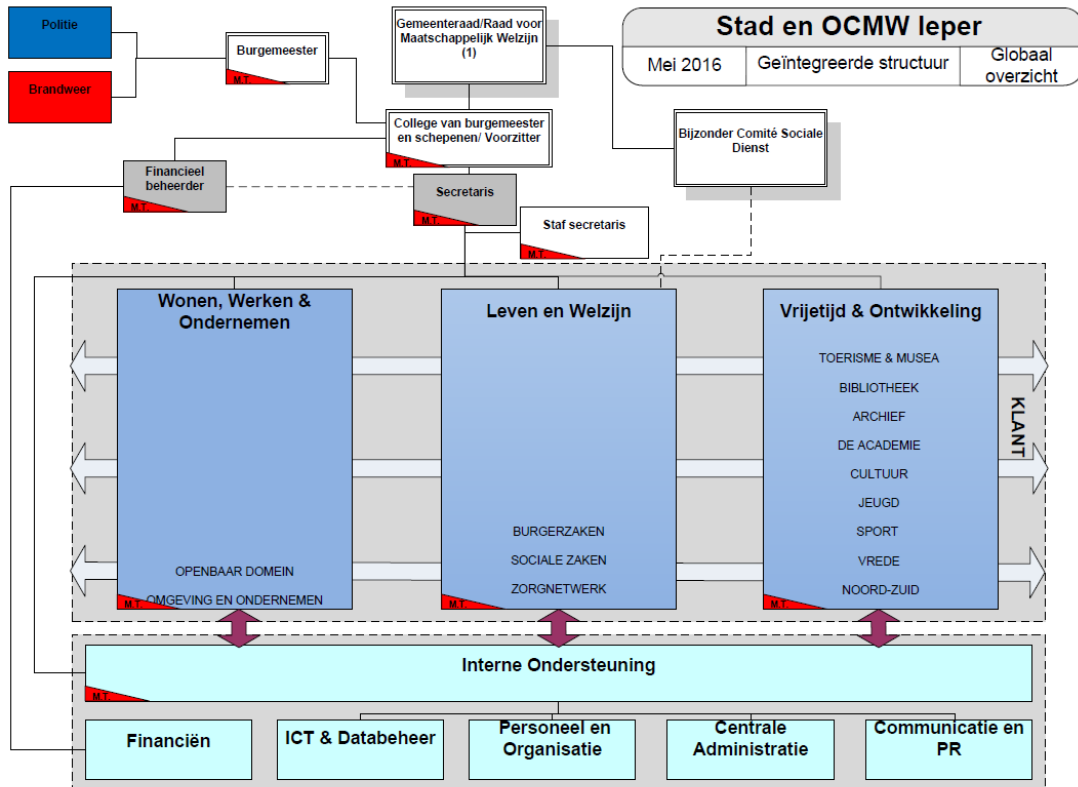 Politie
Brandweer
Burgemeester
M.T.
Gemeenteraad/Raad voor
Maatschappelijk Welzijn
(1)
Stad en OCMW Ieper
Mei 2016
Geïntegreerde structuur
Globaal
overzicht
College van burgemeester
en schepenen/ Voorzitter
M.T.
Bijzonder Comité Sociale
Dienst
Financieel
beheerder
M.T.
Secretaris
M.T.
Staf secretaris
M.T.
Wonen, Werken &
Ondernemen
OPENBAAR DOMEIN
OMGEVING EN ONDERNEMEN
M.T.
Leven en Welzijn
BURGERZAKEN
SOCIALE ZAKEN
ZORGNETWERK
M.T.
Vrijetijd & Ontwikkeling
TOERISME & MUSEA
BIBLIOTHEEK
ARCHIEF
DE ACADEMIE
CULTUUR
JEUGD
SPORT
VREDE
NOORD-ZUID
M.T.
KLANT
Interne Ondersteuning
M.T.
Financiën
ICT & Databeheer
Personeel en
Organisatie
Centrale
Administratie
Communicatie en
PR